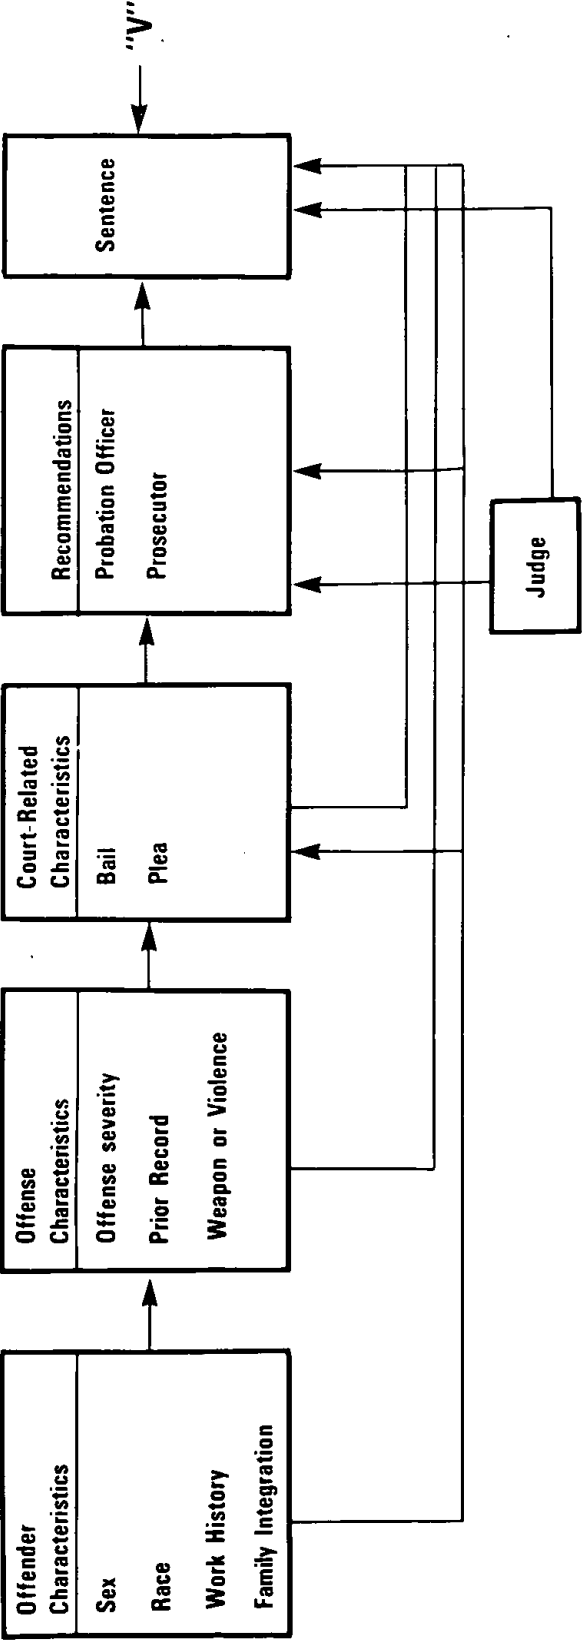 Offender
Characteristics
Sex
Race
Work History
Family Integration
Offense
Characteristics
Offense severity
Prior Record
Weapon or Violence
Court-Related
Characteristics
Bail
Plea
Recommendations
Probation Officer
Prosecutor
Sentence
"V"
Judge